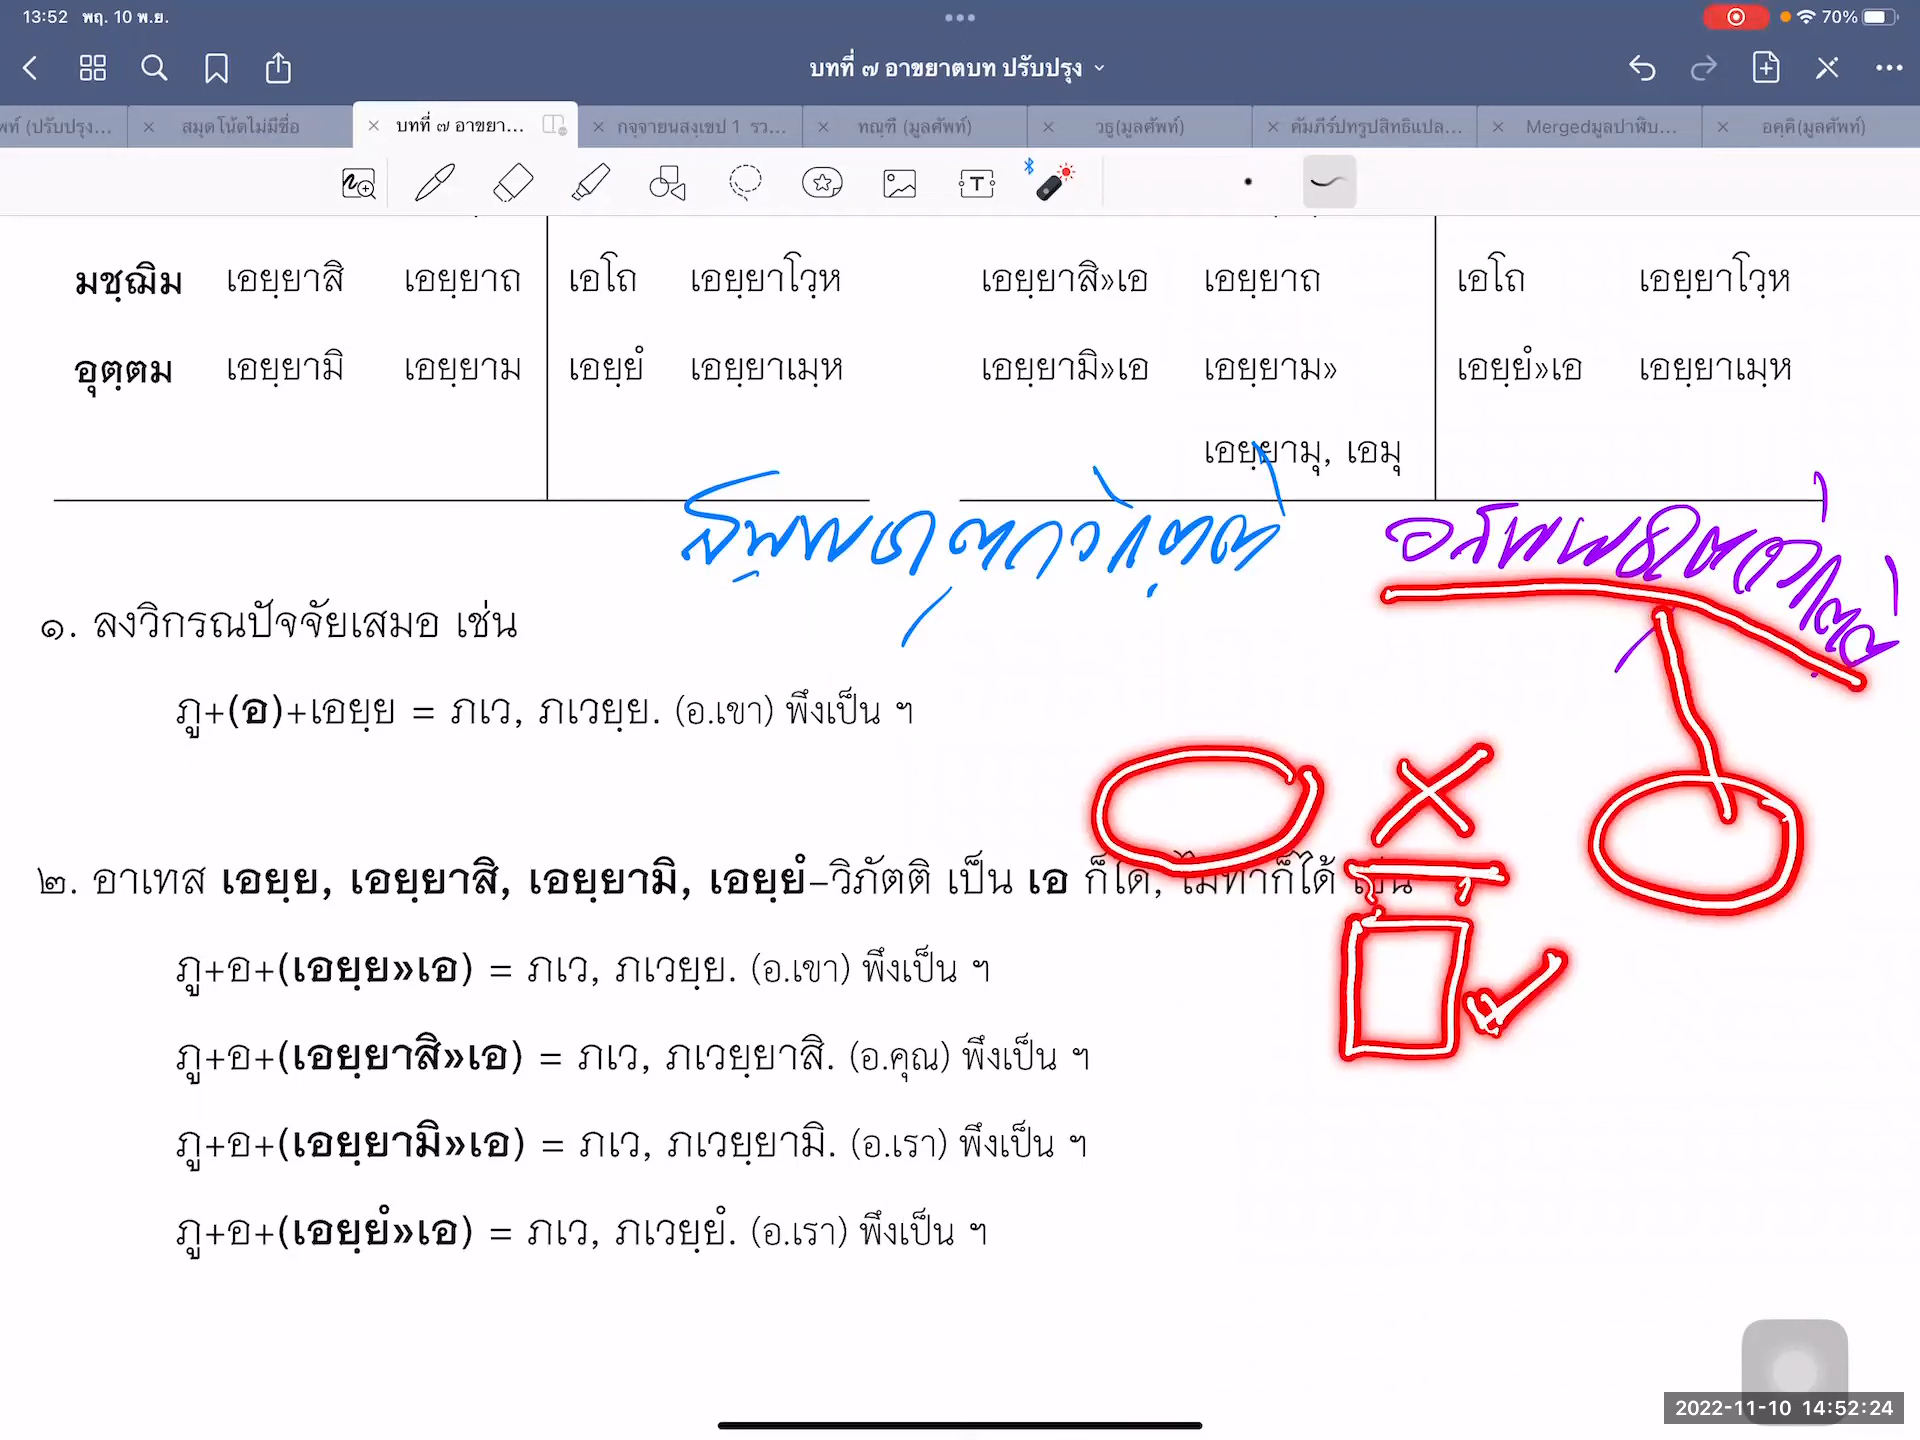 13:52 พฤ. 10 พ.ย.
70%
บทที่ ๗ อาขยาตบท ปรับปรุง
พท์ (ปรับปรุง...
สมุดโน้ตไม่มีชื่อ
บทที่ ๗ อาขยา...
กจฺจายนสงฺเขป 1 รว...
ทณฺฑี (มูลศัพท์)
วธู(มูลศัพท์)
คัมภีร์ปทรูปสิทธิแปล...
Mergedมูลปาฬิบ...
อคฺคิ(มูลศัพท์)
มชฺฌิม เอยฺยาสิ เอยฺยาถ เอโถ เอยฺยาโวฺห เอยฺยาสิ»เอ เอยฺยาถ เอโถ เอยฺยาโวฺห
อุตฺตม เอยฺยามิ เอยฺยาม เอยฺยํ เอยฺยาเมฺห เอยฺยามิ»เอ เอยฺยาม» เอยฺยํ»เอ เอยฺยาเมฺห
เอยฺยามุ, เอมุ
๑. ลงวิกรณปัจจัยเสมอ เช่น
ภู+(อ)+เอยฺย = ภเว, ภเวยฺย. (อ.เขา) พึงเป็น ฯ
๒. อาเทส เอยฺย, เอยฺยาสิ, เอยฺยามิ, เอยฺยํ–วิภัตติ เป็น เอ ก็ได้, ไม่ทำก็ได้ เช่น
ภู+อ+(เอยฺย»เอ) = ภเว, ภเวยฺย. (อ.เขา) พึงเป็น ฯ
ภู+อ+(เอยฺยาสิ»เอ) = ภเว, ภเวยฺยาสิ. (อ.คุณ) พึงเป็น ฯ
ภู+อ+(เอยฺยามิ»เอ) = ภเว, ภเวยฺยามิ. (อ.เรา) พึงเป็น ฯ
ภู+อ+(เอยฺยํ»เอ) = ภเว, ภเวยฺยํ. (อ.เรา) พึงเป็น ฯ
2022-11-10 14:52:24